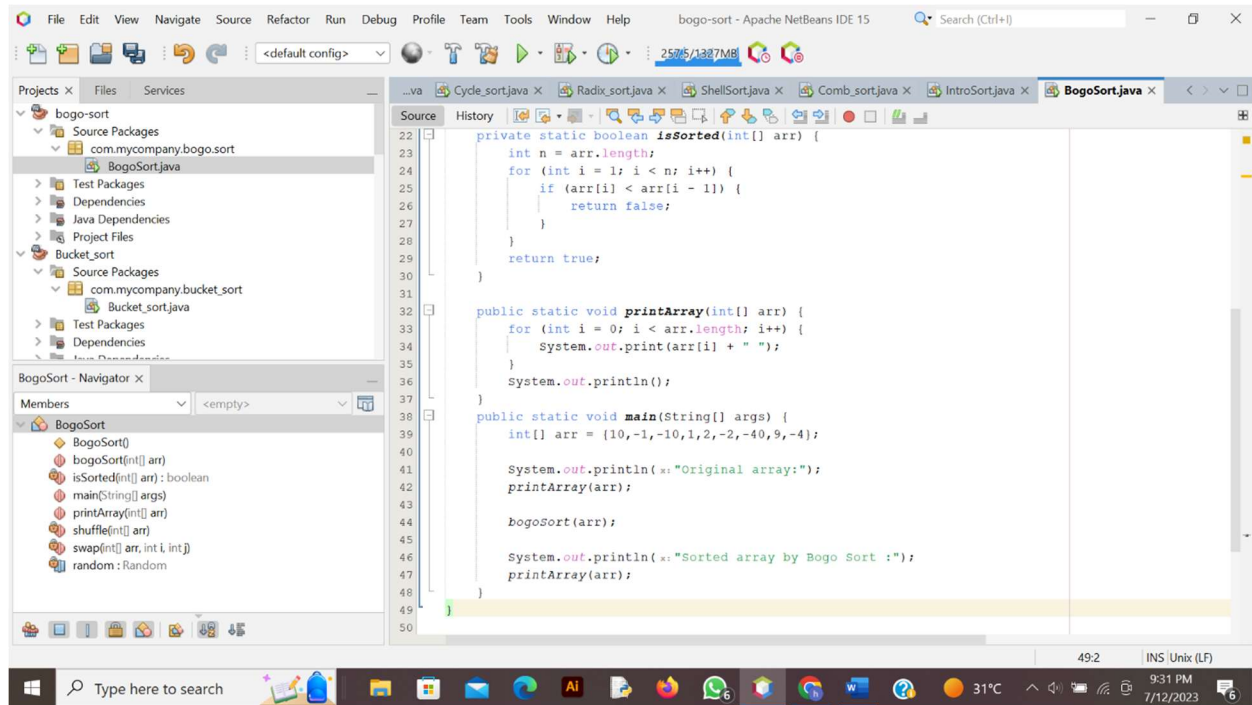 File Edit View Navigate Source Refactor Run Debug Profile Team Tools Window Help bogo-sort - Apache NetBeans IDE 15 Search (Ctrl+I)
<default config> 257.5/1327MB
Projects Files Services
bogo-sort
Source Packages
com.mycompany.bogo.sort
BogoSort.java
Test Packages
Dependencies
Java Dependencies
Project Files
Bucket_sort
Source Packages
com.mycompany.bucket_sort
Bucket_sort.java
Test Packages
Dependencies
Java Dependencies
BogoSort - Navigator
Members <empty>
BogoSort
BogoSort()
bogoSort(int[] arr)
isSorted(int[] arr) : boolean
main(String[] args)
printArray(int[] arr)
shuffle(int[] arr)
swap(int[] arr, int i, int j)
random : Random
...va Cycle_sort.java Radix_sort.java ShellSort.java Comb_sort.java IntroSort.java BogoSort.java
Source History
22 private static boolean isSorted(int[] arr) {
23 int n = arr.length;
24 for (int i = 1; i < n; i++) {
25 if (arr[i] < arr[i - 1]) {
26 return false;
27 }
28 }
29 return true;
30 }
31
32 public static void printArray(int[] arr) {
33 for (int i = 0; i < arr.length; i++) {
34 System.out.print(arr[i] + " ");
35 }
36 System.out.println();
37 }
38 public static void main(String[] args) {
39 int[] arr = {10,-1,-10,1,2,-2,-40,9,-4};
40
41 System.out.println( x: "Original array:");
42 printArray(arr);
43
44 bogoSort(arr);
45
46 System.out.println( x: "Sorted array by Bogo Sort :");
47 printArray(arr);
48 }
49 }
50
49:2 INS Unix (LF)
Type here to search Ai 6 31°C 9:31 PM
7/12/2023 6